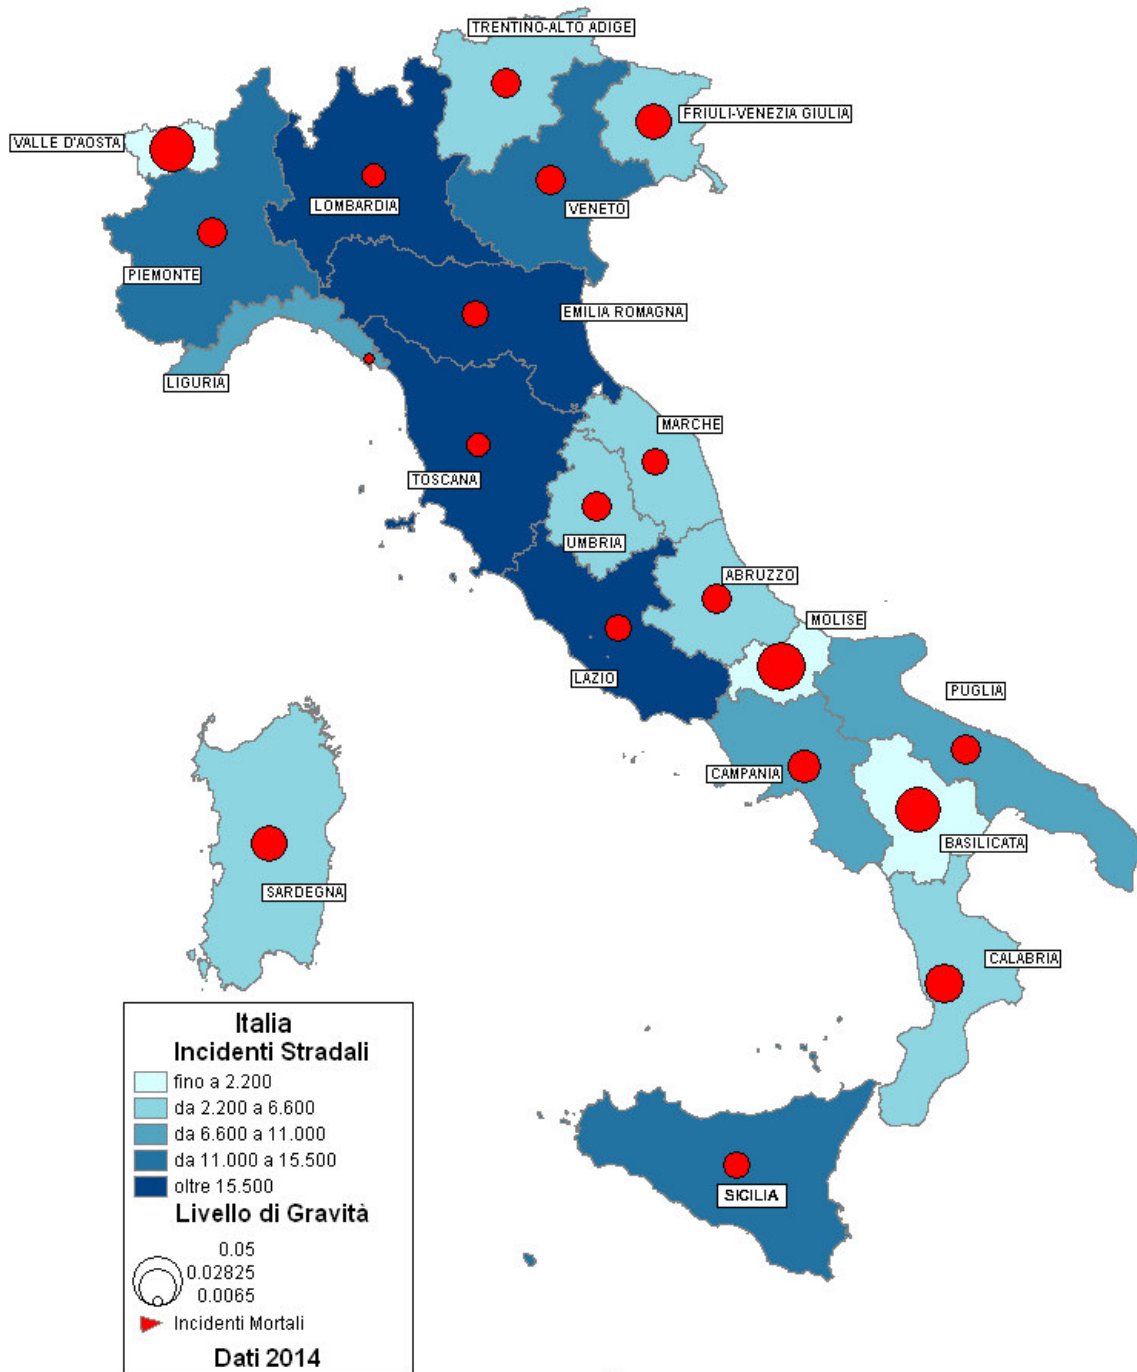 TRENTINO-ALTO ADIGE
FRIULI-VENEZIA GIULIA
VALLE D'AOSTA
LOMBARDIA
VENETO
PIEMONTE
EMILIA ROMAGNA
LIGURIA
MARCHE
TOSCANA
UMBRIA
ABRUZZO
MOLISE
LAZIO
PUGLIA
CAMPANIA
BASILICATA
SARDEGNA
CALABRIA
SICILIA
Italia
Incidenti Stradali
fino a 2.200
da 2.200 a 6.600
da 6.600 a 11.000
da 11.000 a 15.500
oltre 15.500
Livello di Gravità
0.05
0.02825
0.0065
Incidenti Mortali
Dati 2014